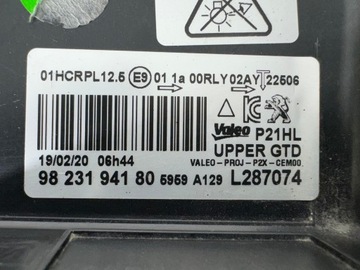 01HCRPL12.5 E9 01 1a 00RLY02AY 22506
Valeo P21HL
UPPER GTD
19/02/20 06h44
VALEO-PROJ-P2X-CEM00
98 231 941 80 5959 A129 L287074